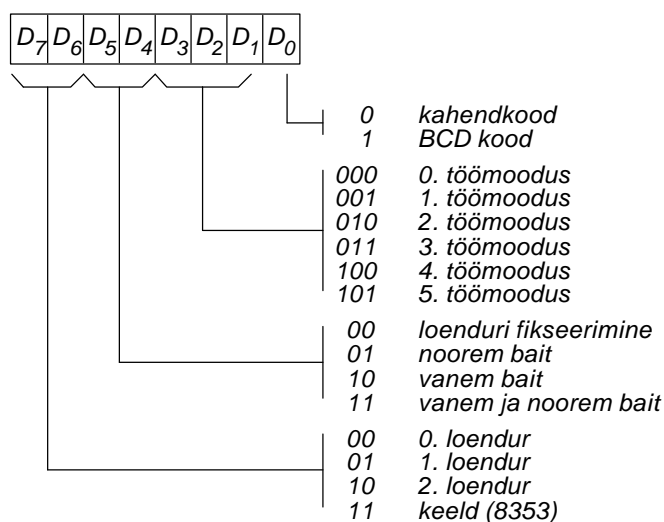 D7 D6 D5 D4 D3 D2 D1 D0
0 kahendkood
1 BCD kood
000 0. töömoodus
001 1. töömoodus
010 2. töömoodus
011 3. töömoodus
100 4. töömoodus
101 5. töömoodus
00 loenduri fikseerimine
01 noorem bait
10 vanem bait
11 vanem ja noorem bait
00 0. loendur
01 1. loendur
10 2. loendur
11 keeld (8353)